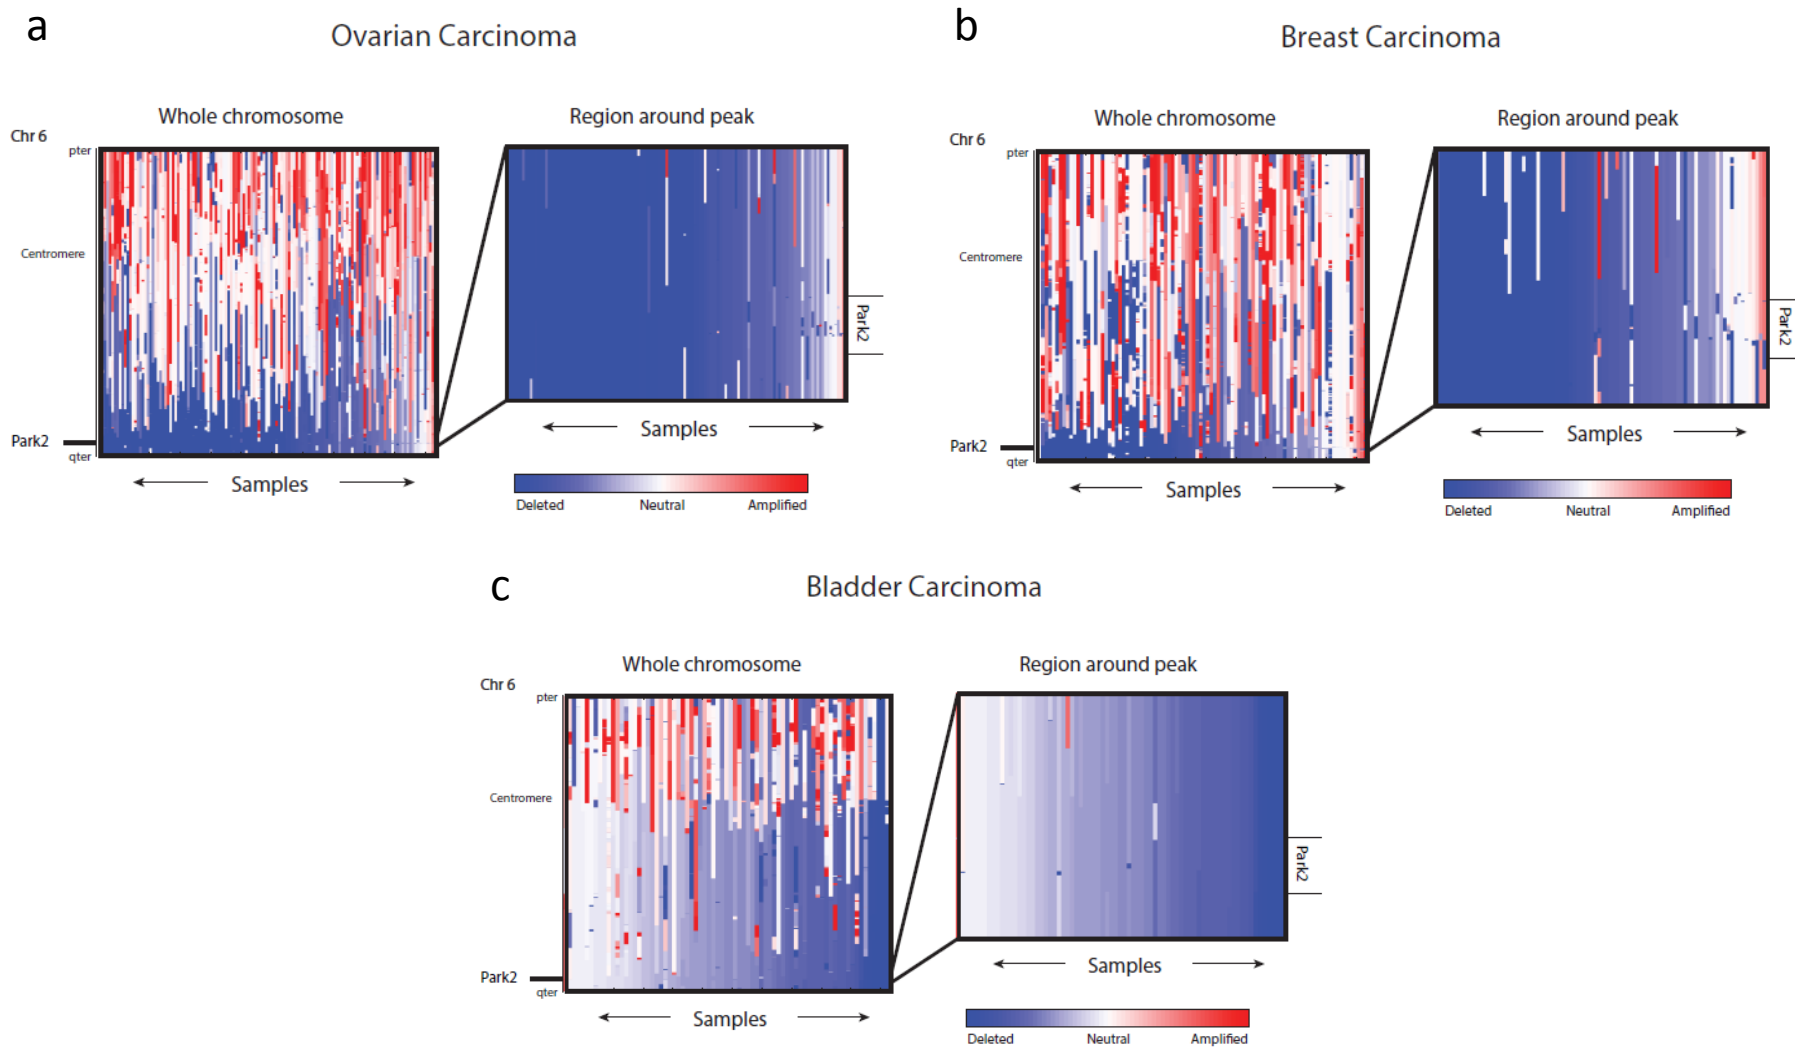 a
Ovarian Carcinoma
Whole chromosome
Region around peak
Chr 6
pter
Centromere
Park2
qter
Park2
Samples
Samples
Deleted Neutral Amplified
b
Breast Carcinoma
Whole chromosome
Region around peak
Chr 6
pter
Centromere
Park2
qter
Park2
Samples
Samples
Deleted Neutral Amplified
c
Bladder Carcinoma
Whole chromosome
Region around peak
Chr 6
pter
Centromere
Park2
qter
Park2
Samples
Samples
Deleted Neutral Amplified